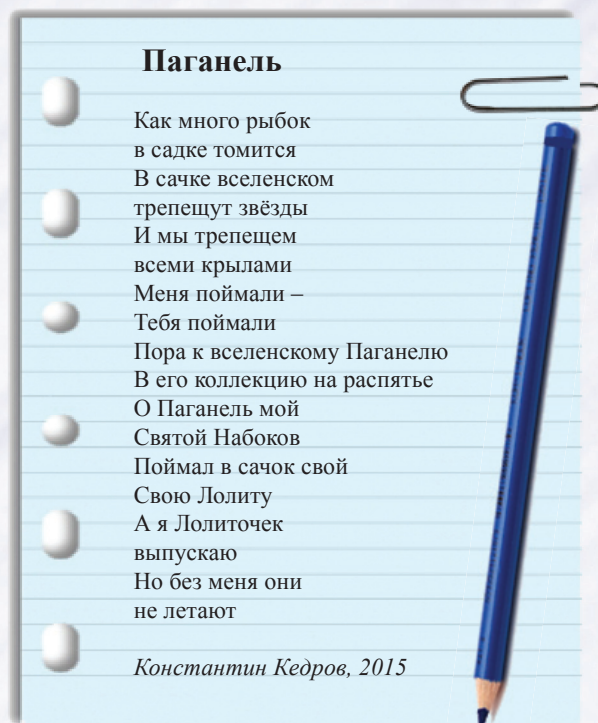 Паганель
Как много рыбок
в садке томится
В сачке вселенском
трепещут звёзды
И мы трепещем
всеми крылами
Меня поймали –
Тебя поймали
Пора к вселенскому Паганелю
В его коллекцию на распятье
О Паганель мой
Святой Набоков
Поймал в сачок свой
Свою Лолиту
А я Лолиточек
выпускаю
Но без меня они
не летают
Константин Кедров, 2015